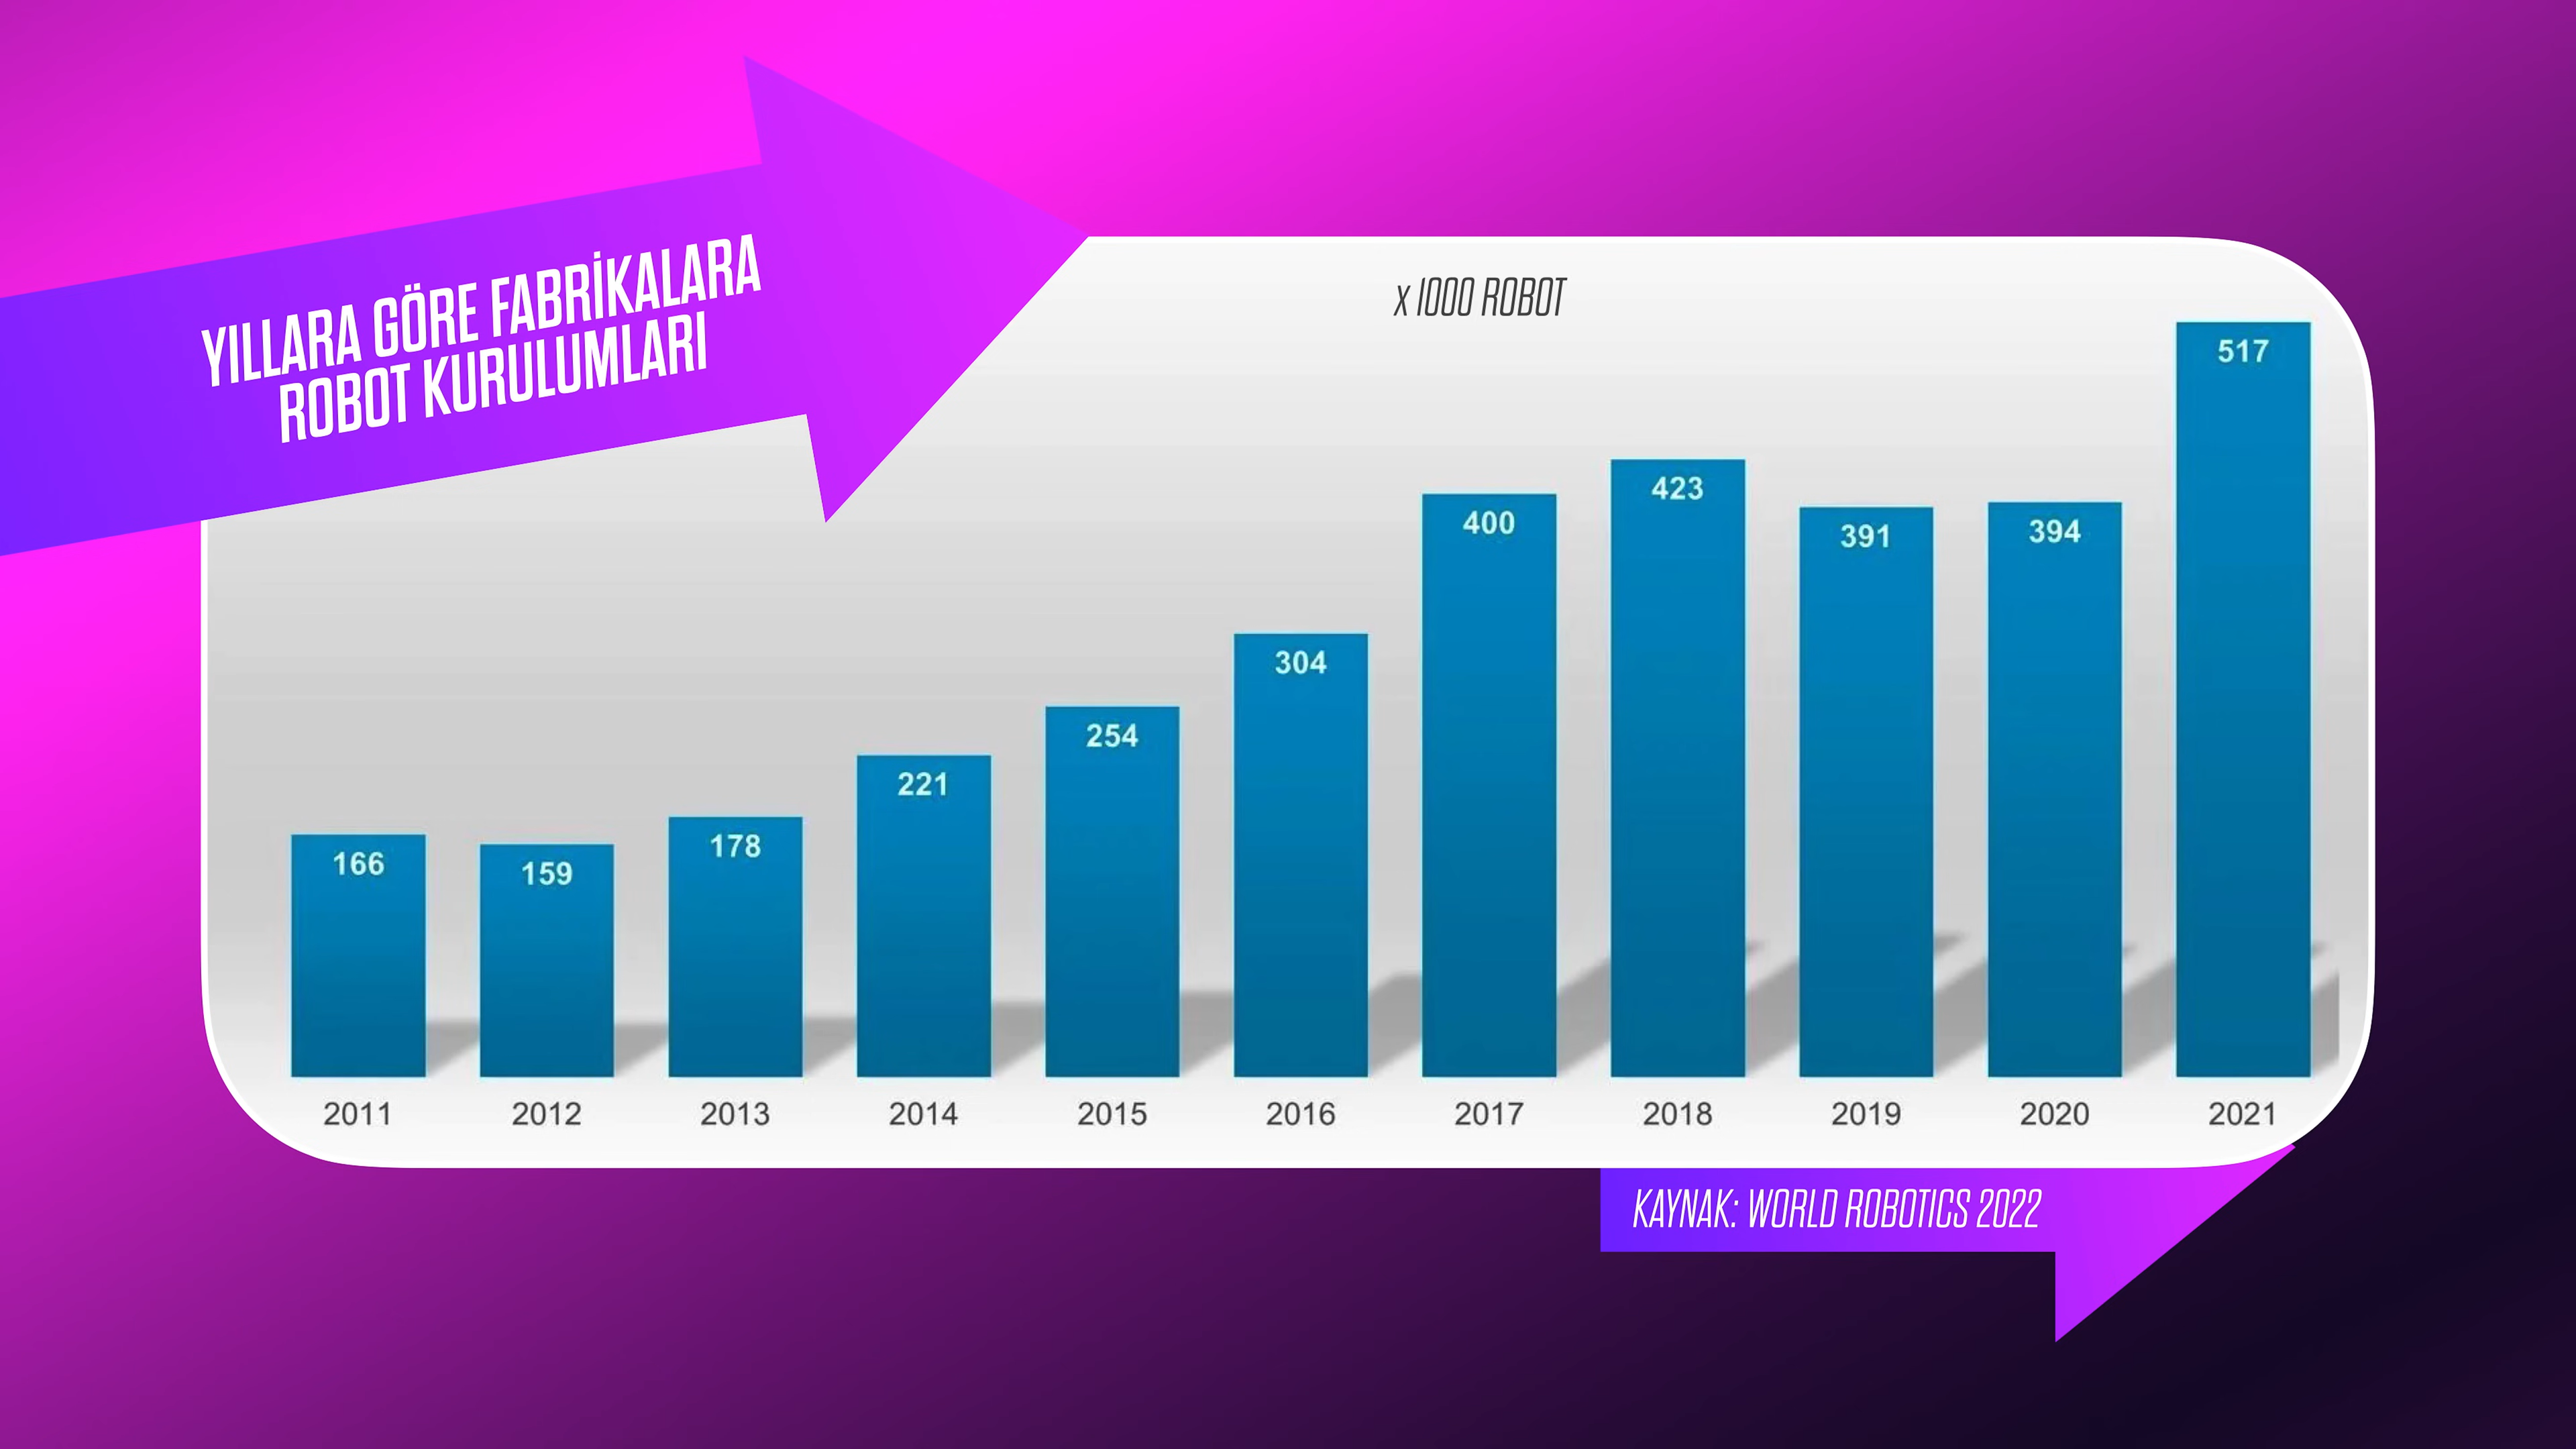 YILLARA GÖRE FABRİKALARA
ROBOT KURULUMLARI
x 1000 ROBOT
517
423
400
394
391
304
254
221
178
166
159
2011 2012 2013 2014 2015 2016 2017 2018 2019 2020 2021
KAYNAK: WORLD ROBOTICS 2022